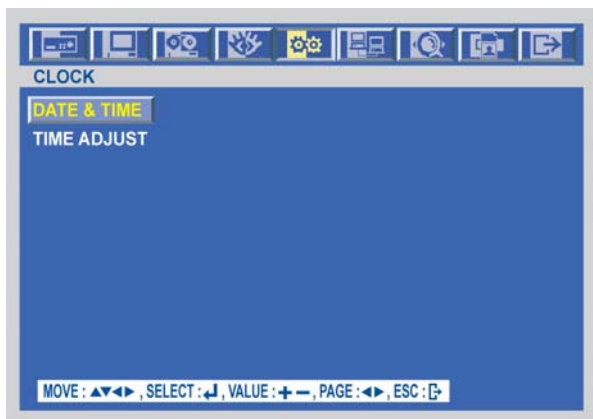 CLOCK
DATE & TIME
TIME ADJUST
MOVE : ▲▼◀▶ , SELECT : ↲ , VALUE : + − , PAGE : ◀▶ , ESC :